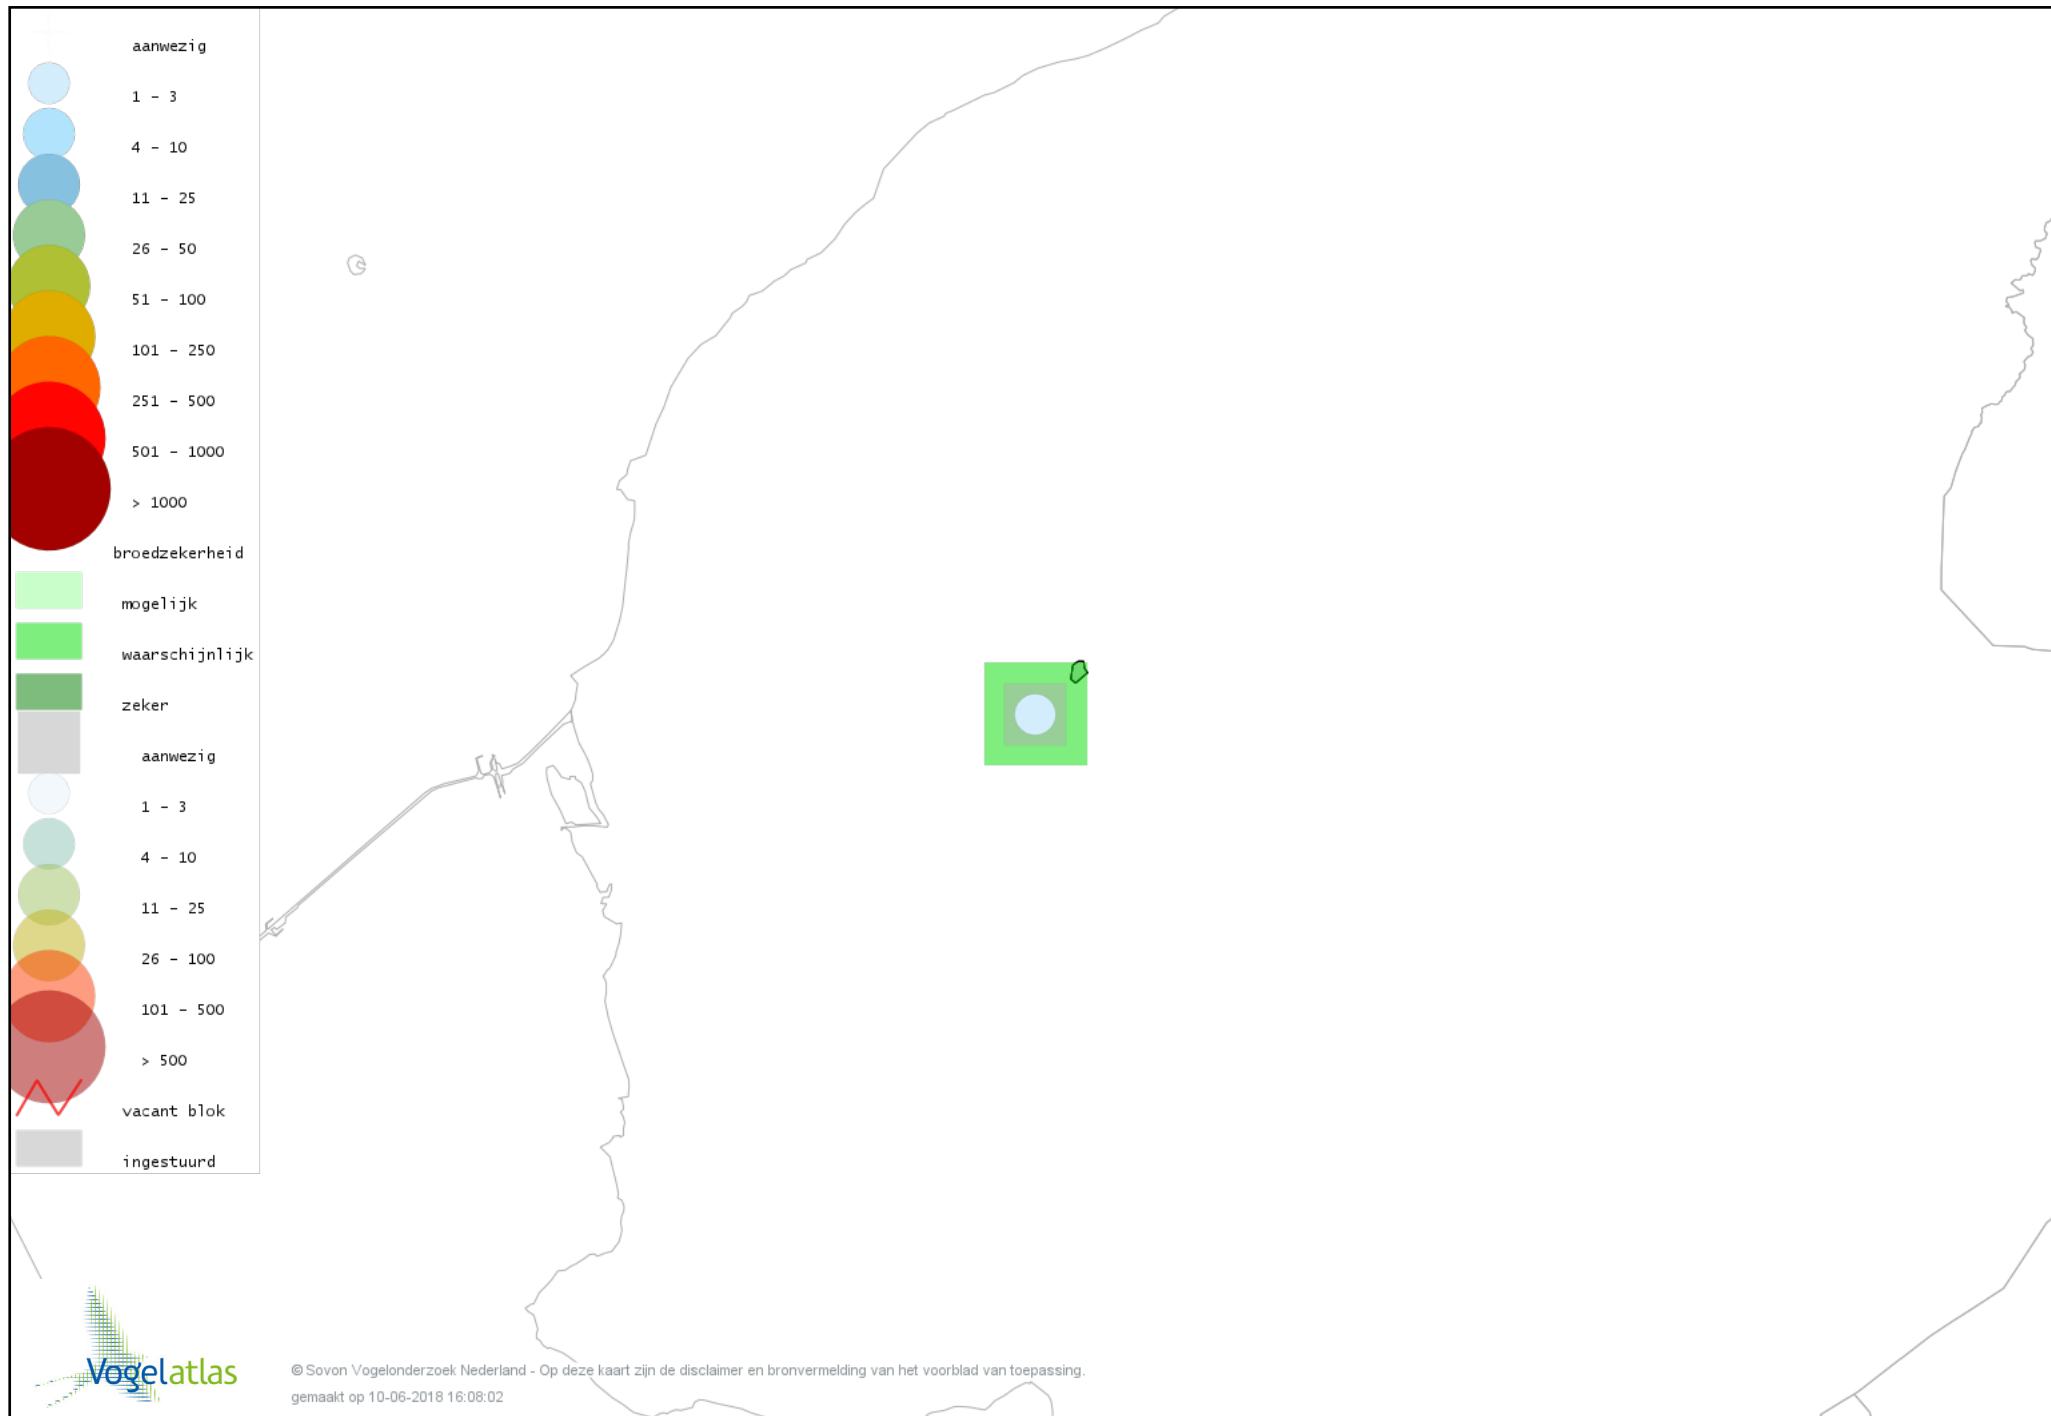 aanwezig
1 - 3
4 - 10
11 - 25
26 - 50
51 - 100
101 - 250
251 - 500
501 - 1000
> 1000
broedzekerheid
mogelijk
waarschijnlijk
zeker
aanwezig
1 - 3
4 - 10
11 - 25
26 - 100
101 - 500
> 500
vacant blok
ingestuurd
Vogelatlas
© Sovon Vogelonderzoek Nederland - Op deze kaart zijn de disclaimer en bronvermelding van het voorblad van toepassing.
gemaakt op 10-06-2018 16:08:02